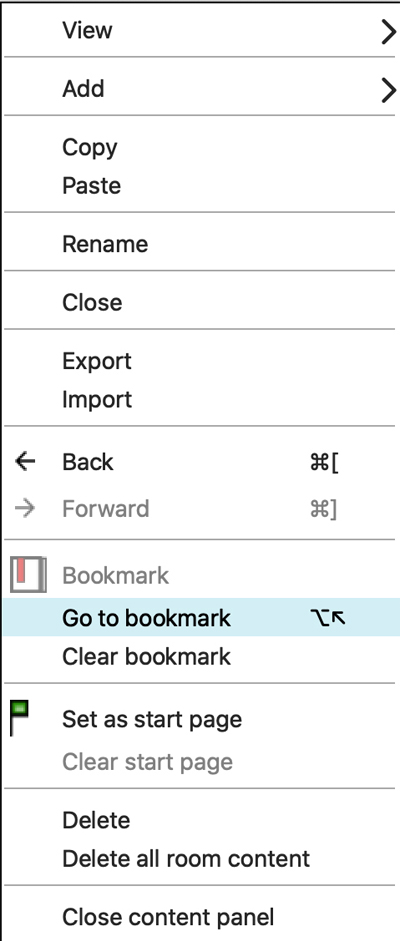 View
Add
Copy
Paste
Rename
Close
Export
Import
Back ⌘[
Forward ⌘]
Bookmark
Go to bookmark ⌥↖
Clear bookmark
Set as start page
Clear start page
Delete
Delete all room content
Close content panel